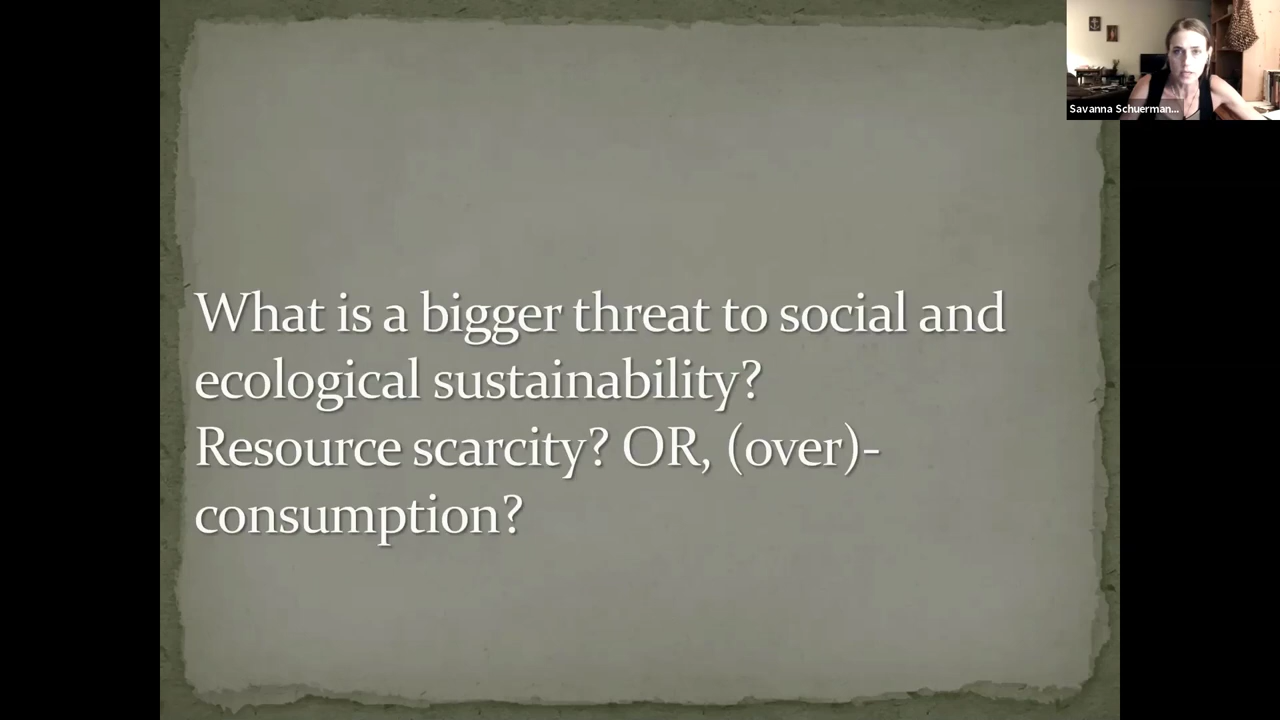 Savanna Schuerman...
What is a bigger threat to social and
ecological sustainability?
Resource scarcity? OR, (over)-
consumption?